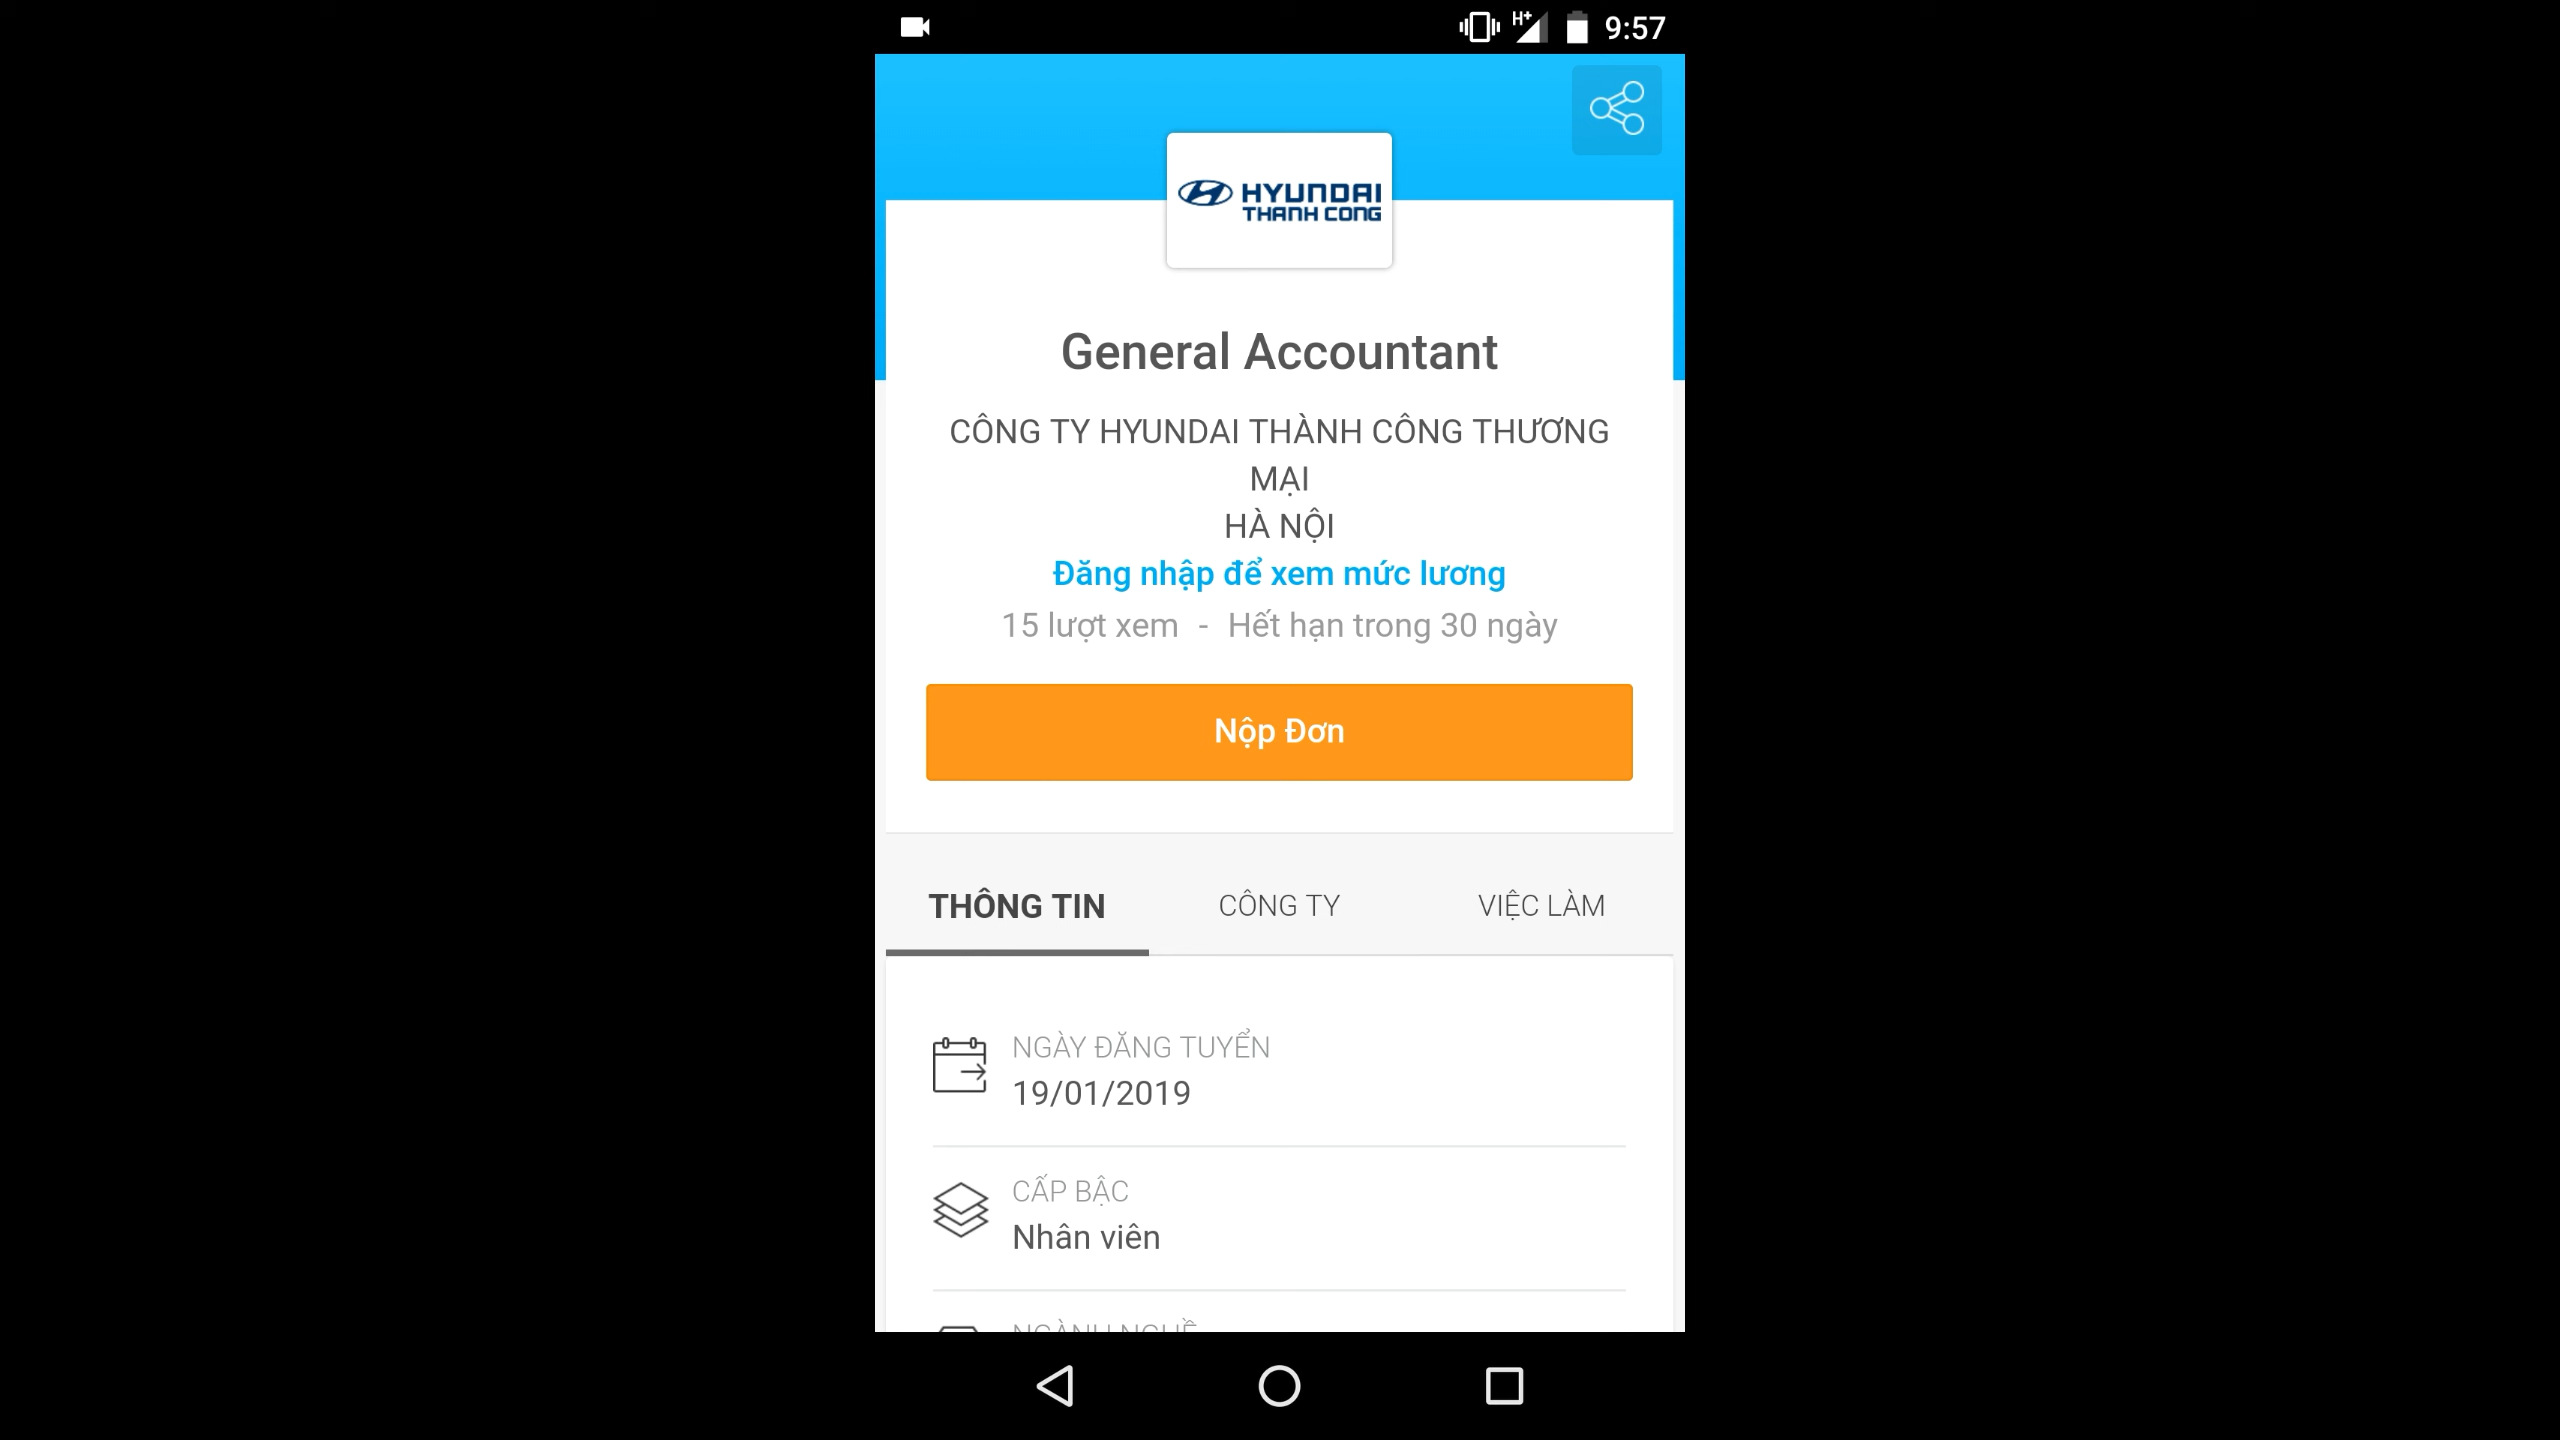 H+ 9:57
HYUNDAI
THANH CONG
General Accountant
CÔNG TY HYUNDAI THÀNH CÔNG THƯƠNG
MẠI
HÀ NỘI
Đăng nhập để xem mức lương
15 lượt xem - Hết hạn trong 30 ngày
Nộp Đơn
THÔNG TIN CÔNG TY VIỆC LÀM
NGÀY ĐĂNG TUYỂN
19/01/2019
CẤP BẬC
Nhân viên
NGÀNH NGHỀ